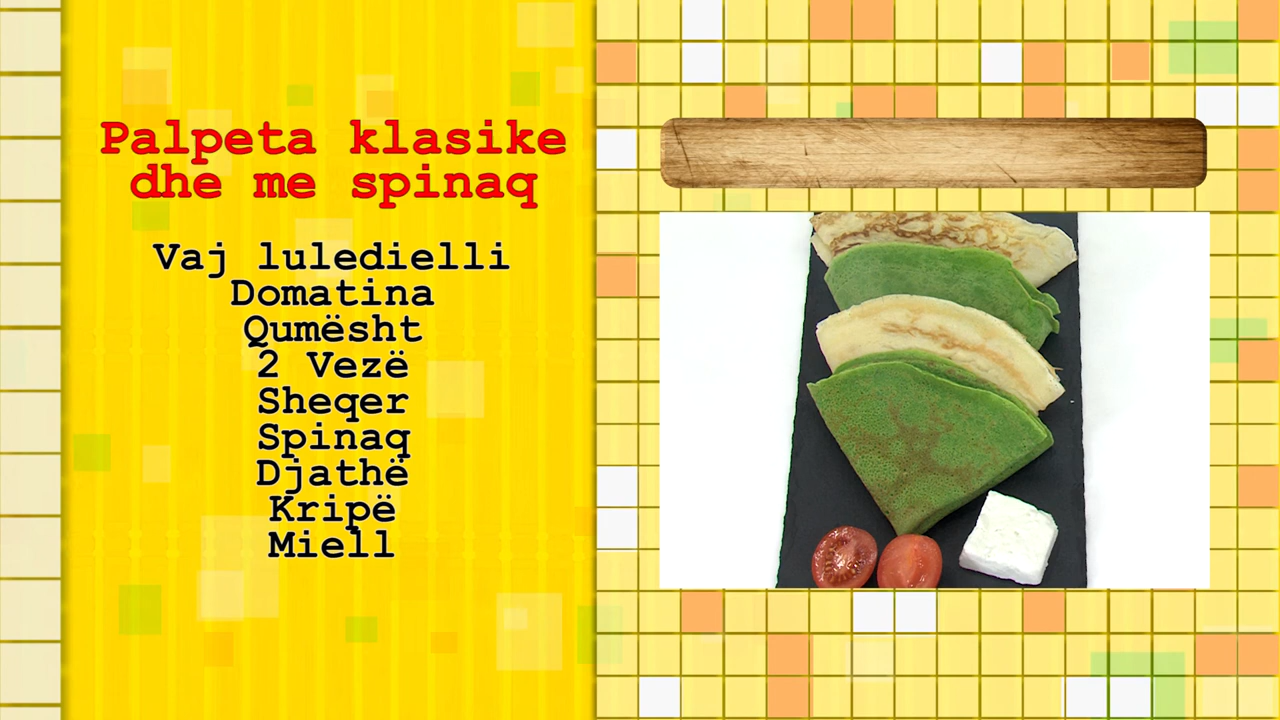 Palpeta klasike
dhe me spinaq
Vaj luledielli
Domatina
Qumësht
2 Vezë
Sheqer
Spinaq
Djathë
Kripë
Miell